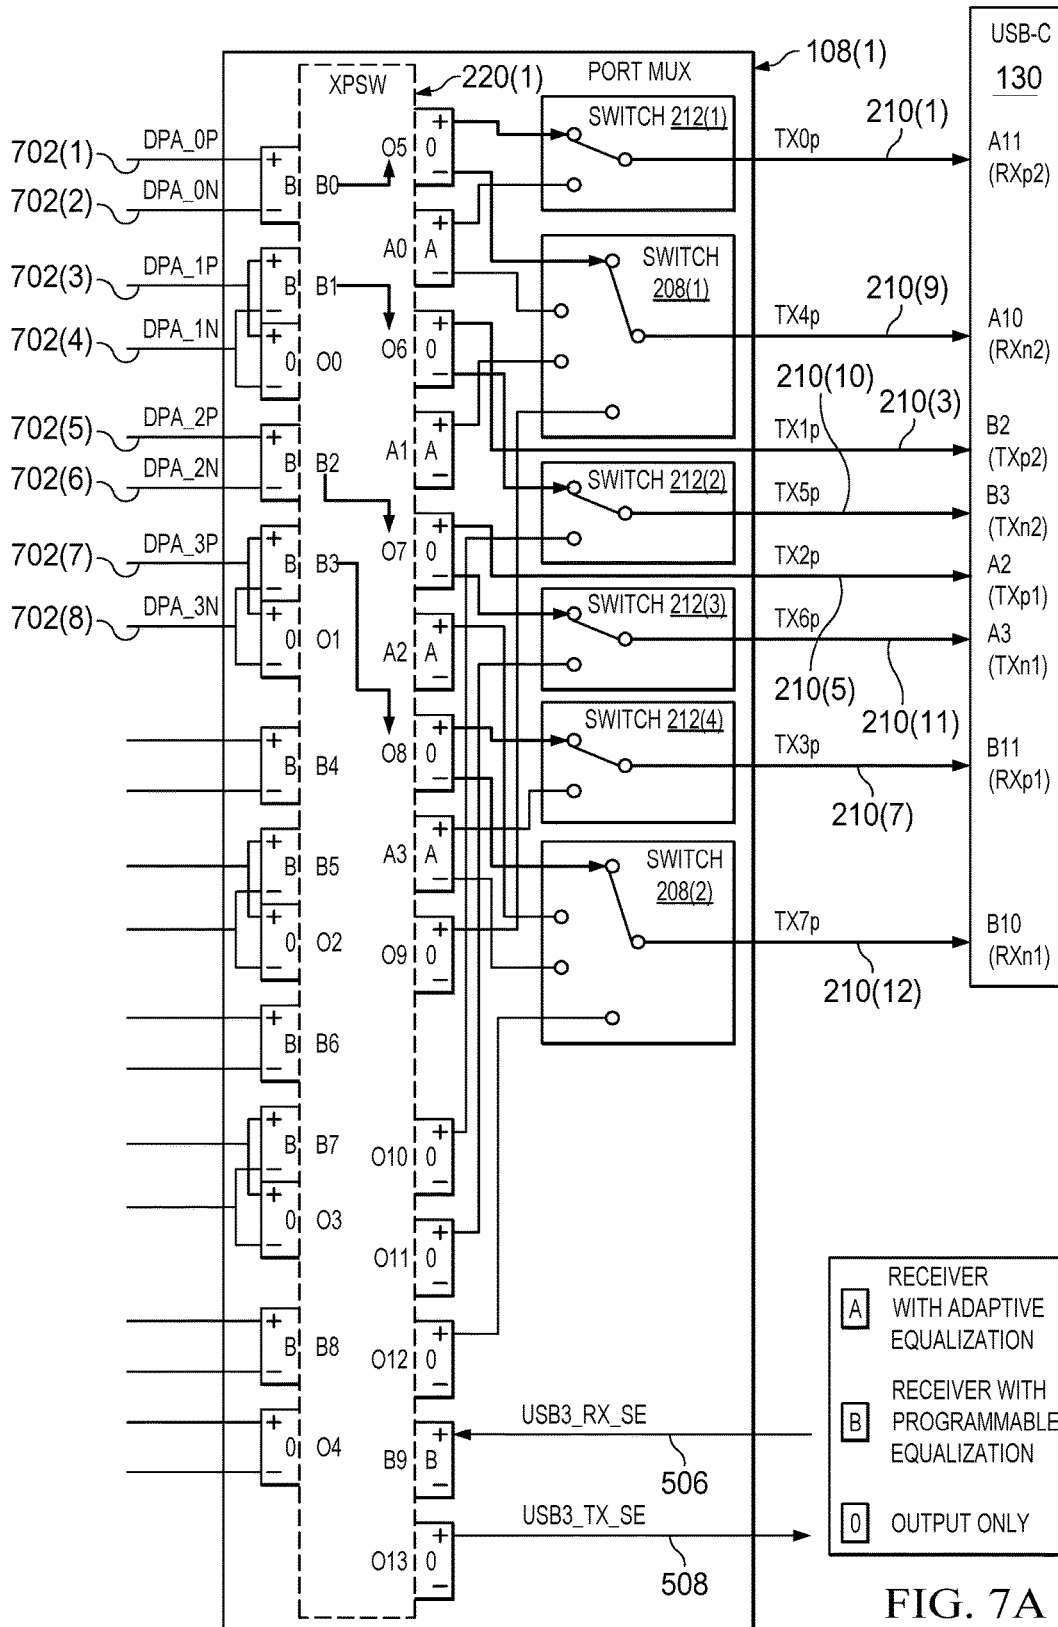 USB-C
130
XPSW
220(1)
PORT MUX
108(1)
SWITCH 212(1)
TX0p
210(1)
A11
(RXp2)
702(1)
DPA_0P
+
B
B0
O5
+
0
−
702(2)
DPA_0N
−
A0
+
A
−
SWITCH
208(1)
TX4p
210(9)
A10
(RXn2)
702(3)
DPA_1P
+
B
B1
−
702(4)
DPA_1N
+
0
O0
−
O6
+
0
−
210(10)
210(3)
TX1p
B2
(TXp2)
702(5)
DPA_2P
+
B
B2
702(6)
DPA_2N
−
A1
+
A
−
SWITCH 212(2)
TX5p
B3
(TXn2)
702(7)
DPA_3P
+
B
B3
−
O7
+
0
−
TX2p
A2
(TXp1)
702(8)
DPA_3N
+
0
O1
−
A2
+
A
−
SWITCH 212(3)
TX6p
A3
(TXn1)
210(5)
210(11)
+
B
B4
−
O8
+
0
−
SWITCH 212(4)
TX3p
210(7)
B11
(RXp1)
+
B
B5
−
A3
+
A
−
SWITCH
208(2)
+
0
O2
−
O9
+
0
−
TX7p
210(12)
B10
(RXn1)
+
B
B6
−
+
B
B7
−
O10
+
0
−
+
0
O3
−
O11
+
0
−
+
B
B8
−
O12
+
0
−
+
0
O4
−
B9
+
B
−
USB3_RX_SE
506
O13
+
0
−
USB3_TX_SE
508
A
RECEIVER
WITH ADAPTIVE
EQUALIZATION
B
RECEIVER WITH
PROGRAMMABLE
EQUALIZATION
0
OUTPUT ONLY
FIG. 7A